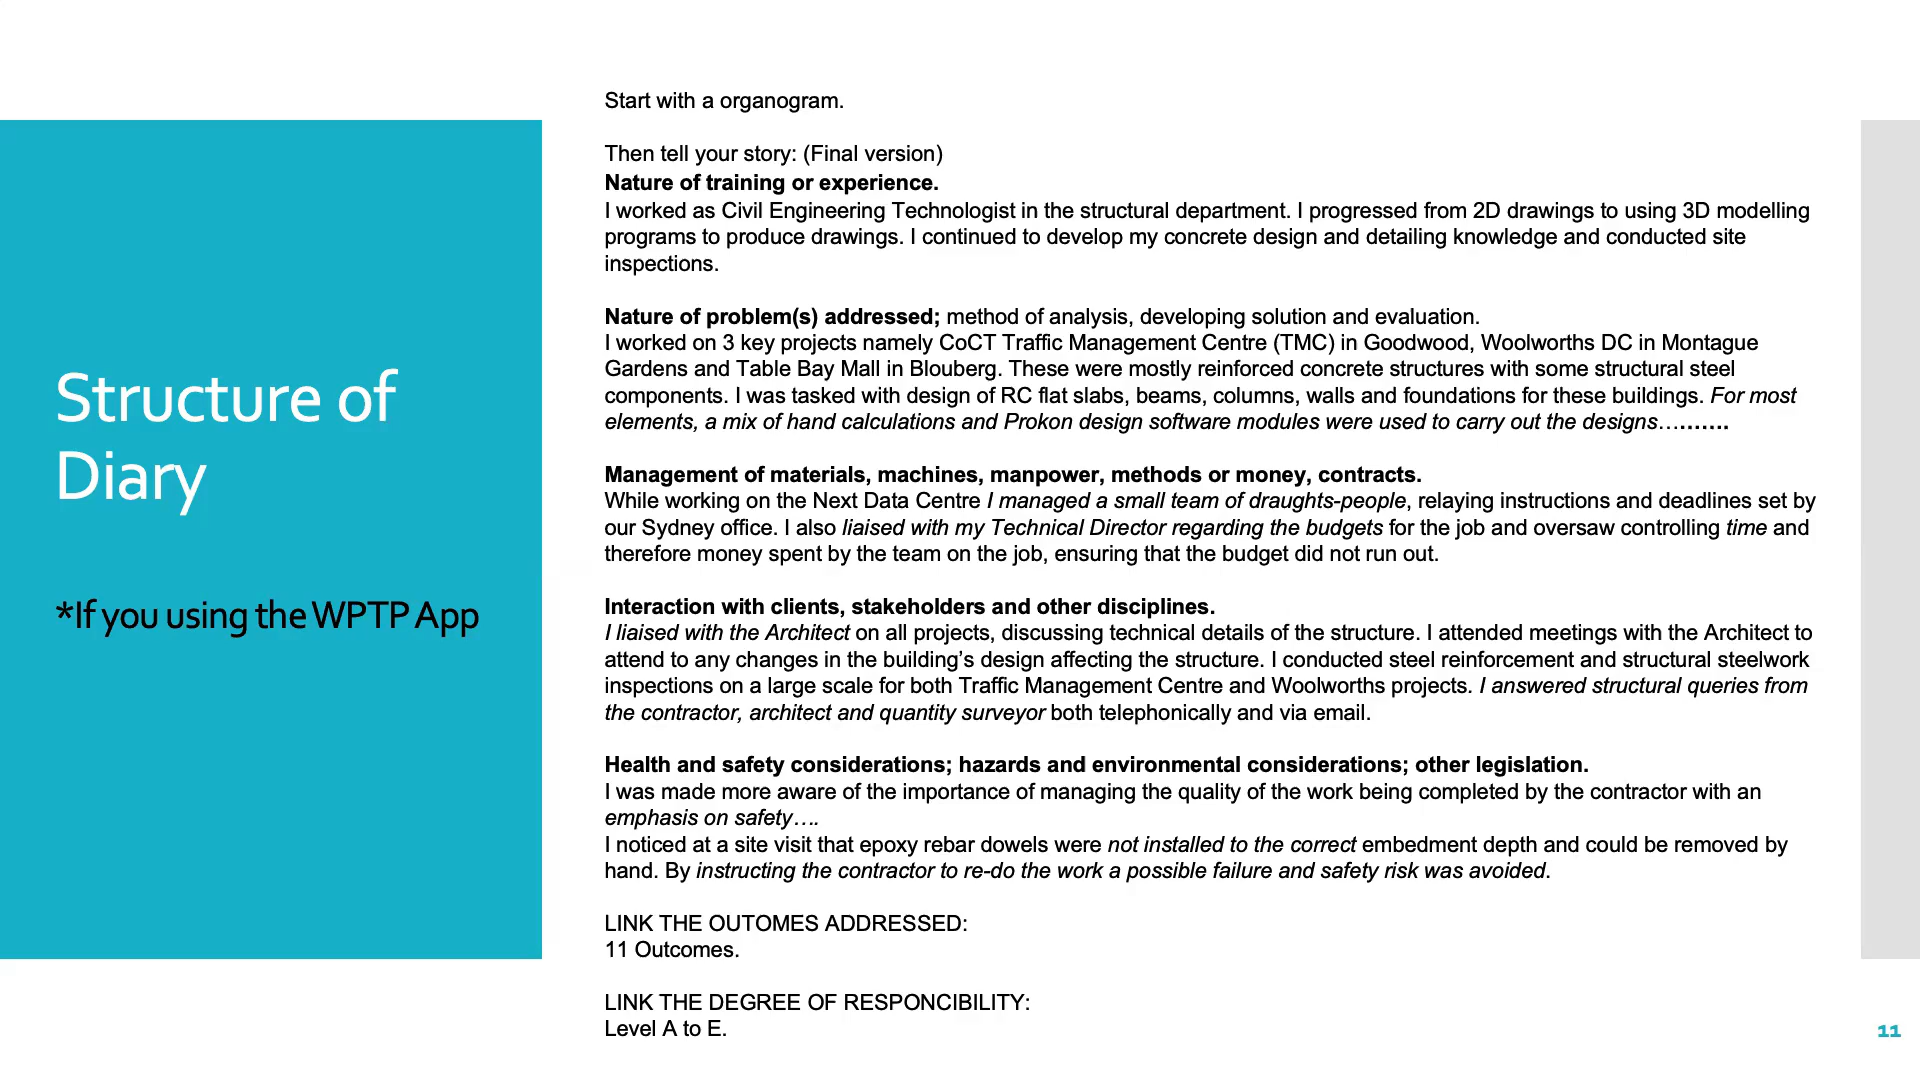 Structure of
Diary
*If you using the WPTP App
Start with a organogram.
Then tell your story: (Final version)
Nature of training or experience.
I worked as Civil Engineering Technologist in the structural department. I progressed from 2D drawings to using 3D modelling
programs to produce drawings. I continued to develop my concrete design and detailing knowledge and conducted site
inspections.
Nature of problem(s) addressed; method of analysis, developing solution and evaluation.
I worked on 3 key projects namely CoCT Traffic Management Centre (TMC) in Goodwood, Woolworths DC in Montague
Gardens and Table Bay Mall in Blouberg. These were mostly reinforced concrete structures with some structural steel
components. I was tasked with design of RC flat slabs, beams, columns, walls and foundations for these buildings. For most
elements, a mix of hand calculations and Prokon design software modules were used to carry out the designs……….
Management of materials, machines, manpower, methods or money, contracts.
While working on the Next Data Centre I managed a small team of draughts-people, relaying instructions and deadlines set by
our Sydney office. I also liaised with my Technical Director regarding the budgets for the job and oversaw controlling time and
therefore money spent by the team on the job, ensuring that the budget did not run out.
Interaction with clients, stakeholders and other disciplines.
I liaised with the Architect on all projects, discussing technical details of the structure. I attended meetings with the Architect to
attend to any changes in the building’s design affecting the structure. I conducted steel reinforcement and structural steelwork
inspections on a large scale for both Traffic Management Centre and Woolworths projects. I answered structural queries from
the contractor, architect and quantity surveyor both telephonically and via email.
Health and safety considerations; hazards and environmental considerations; other legislation.
I was made more aware of the importance of managing the quality of the work being completed by the contractor with an
emphasis on safety….
I noticed at a site visit that epoxy rebar dowels were not installed to the correct embedment depth and could be removed by
hand. By instructing the contractor to re-do the work a possible failure and safety risk was avoided.
LINK THE OUTOMES ADDRESSED:
11 Outcomes.
LINK THE DEGREE OF RESPONCIBILITY:
Level A to E.
11